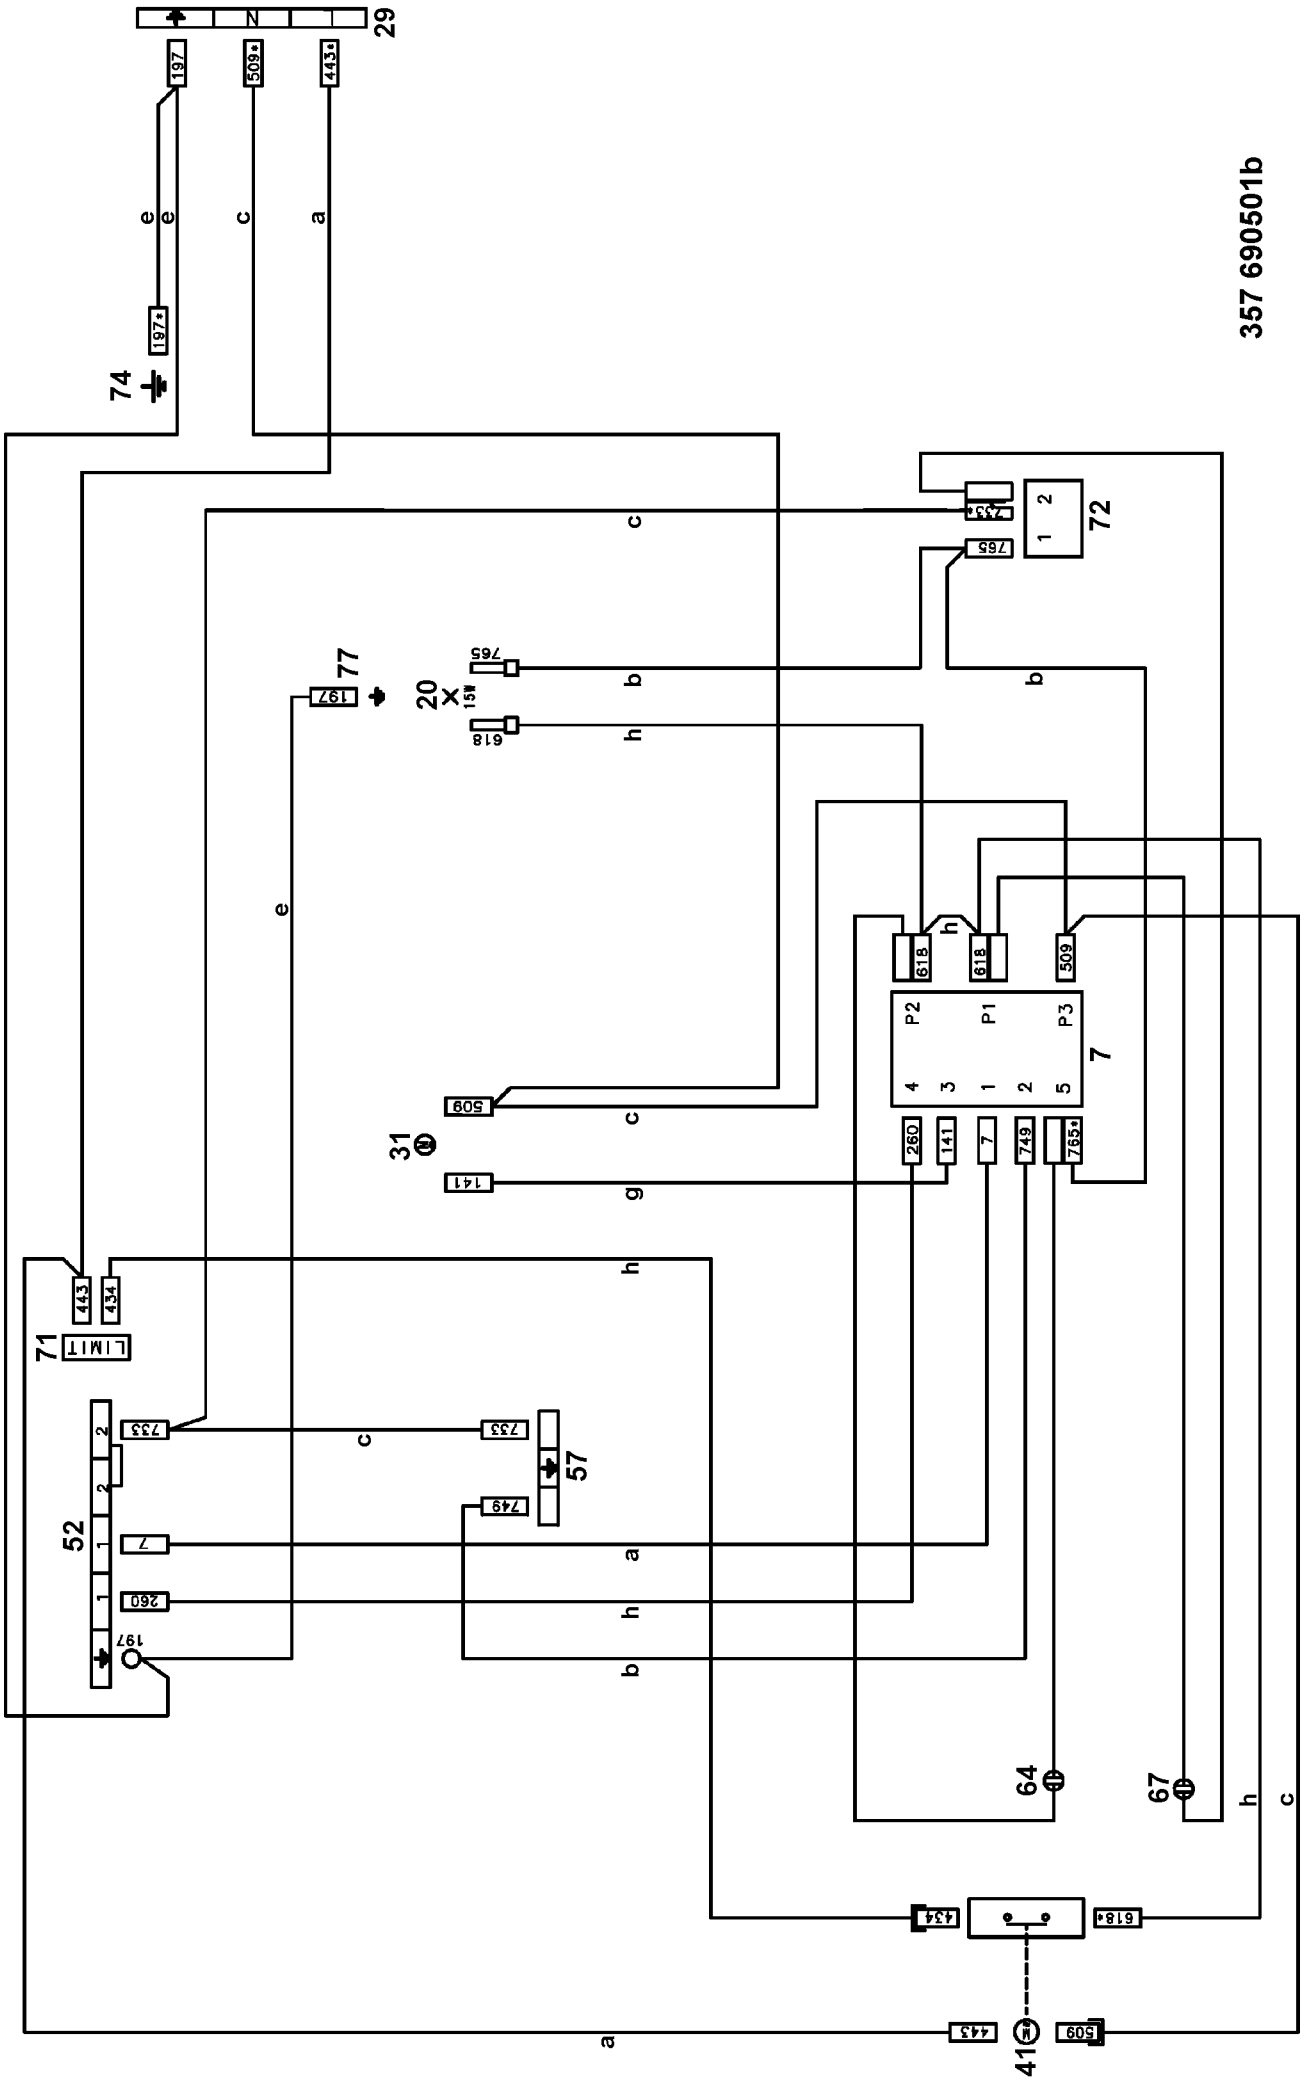 29
N
L
197
509*
443*
e
e
c
a
197*
74
357 690501b
c
733*
765
2
1
72
77
197
20
15W
765
618
b
h
b
e
h
618
618
509
P2
P1
P3
7
4
3
1
2
5
260
141
7
749
765*
31
M
509
141
c
g
h
443
434
71
LIMIT
52
2
2
1
1
733
7
260
197
c
733
749
57
a
h
b
64
67
h
c
434
618*
443
509
41
M
a